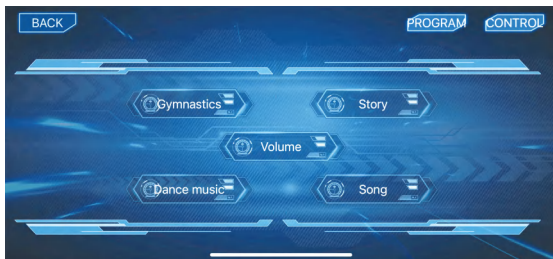 BACK
PROGRAM
CONTROL
Gymnastics
Story
Volume
Dance music
Song